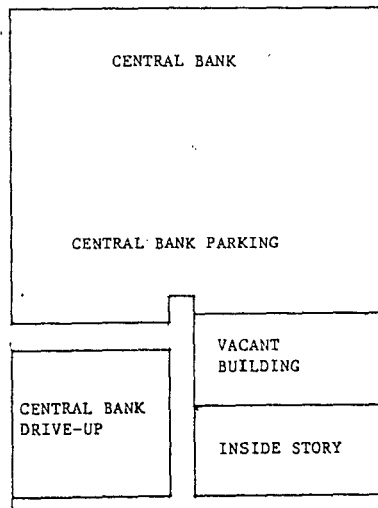 CENTRAL BANK
CENTRAL BANK PARKING
VACANT
BUILDING
CENTRAL BANK
DRIVE-UP
INSIDE STORY